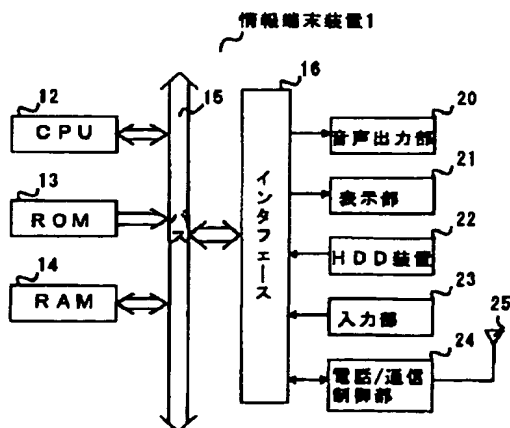 情報端末装置1
12
CPU
13
ROM
14
RAM
15
バス
16
インタフェース
20
音声出力部
21
表示部
22
HDD装置
23
入力部
24
電話/通信
制御部
25